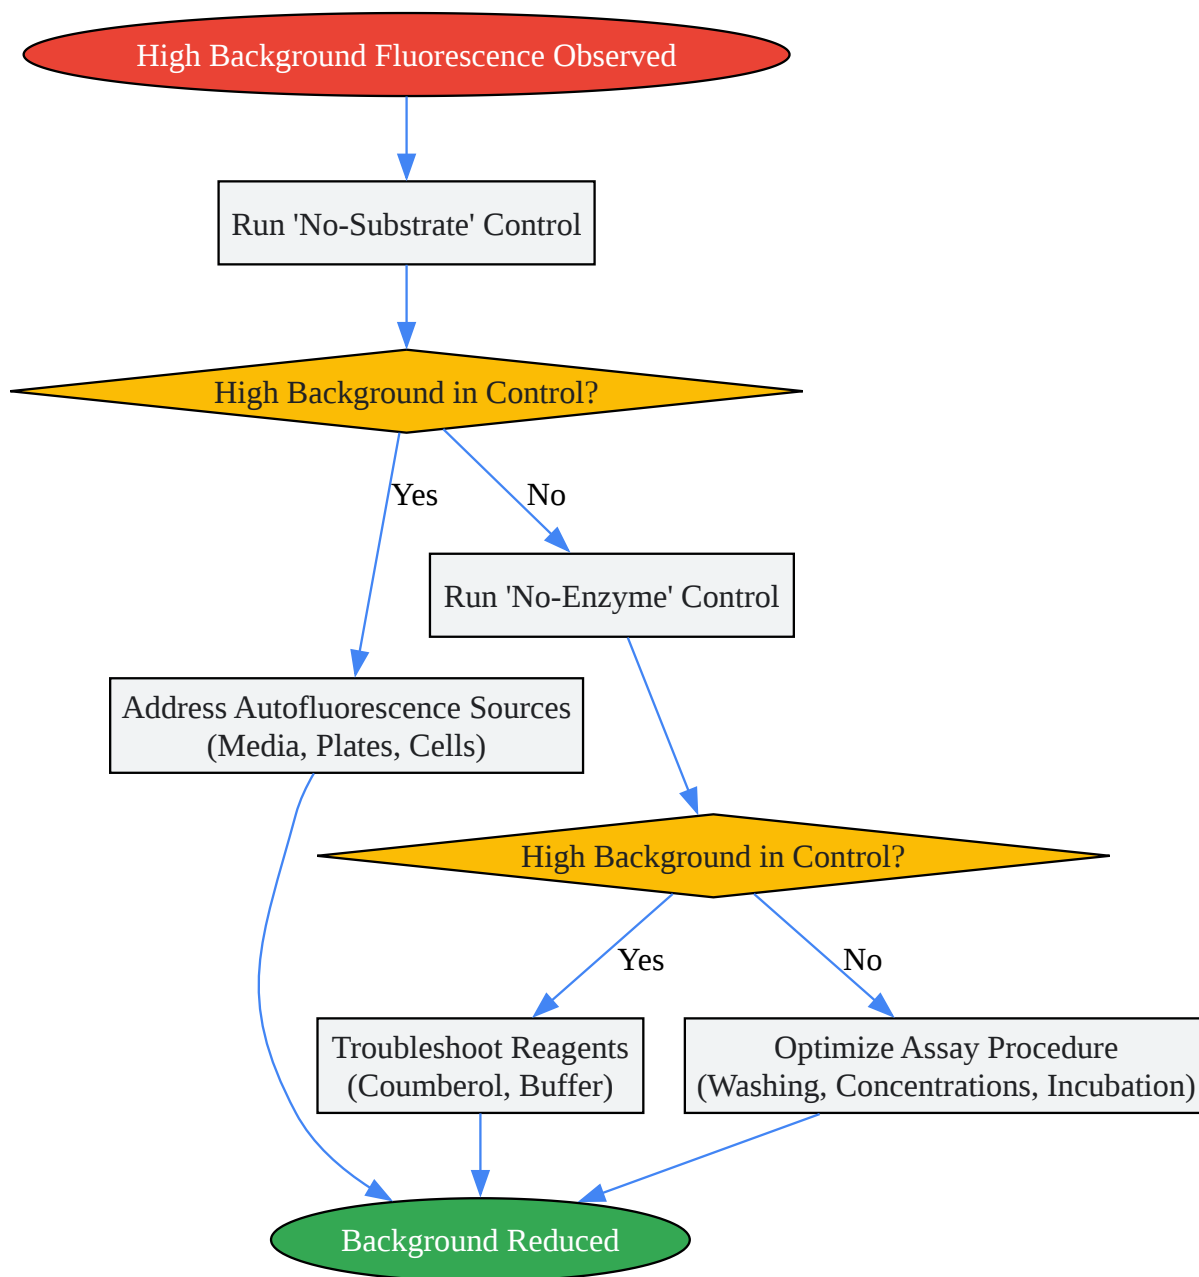 High Background Fluorescence Observed
Run 'No-Substrate' Control
High Background in Control?
Yes
No
Run 'No-Enzyme' Control
Address Autofluorescence Sources
(Media, Plates, Cells)
High Background in Control?
Yes
No
Troubleshoot Reagents
(Coumberol, Buffer)
Optimize Assay Procedure
(Washing, Concentrations, Incubation)
Background Reduced